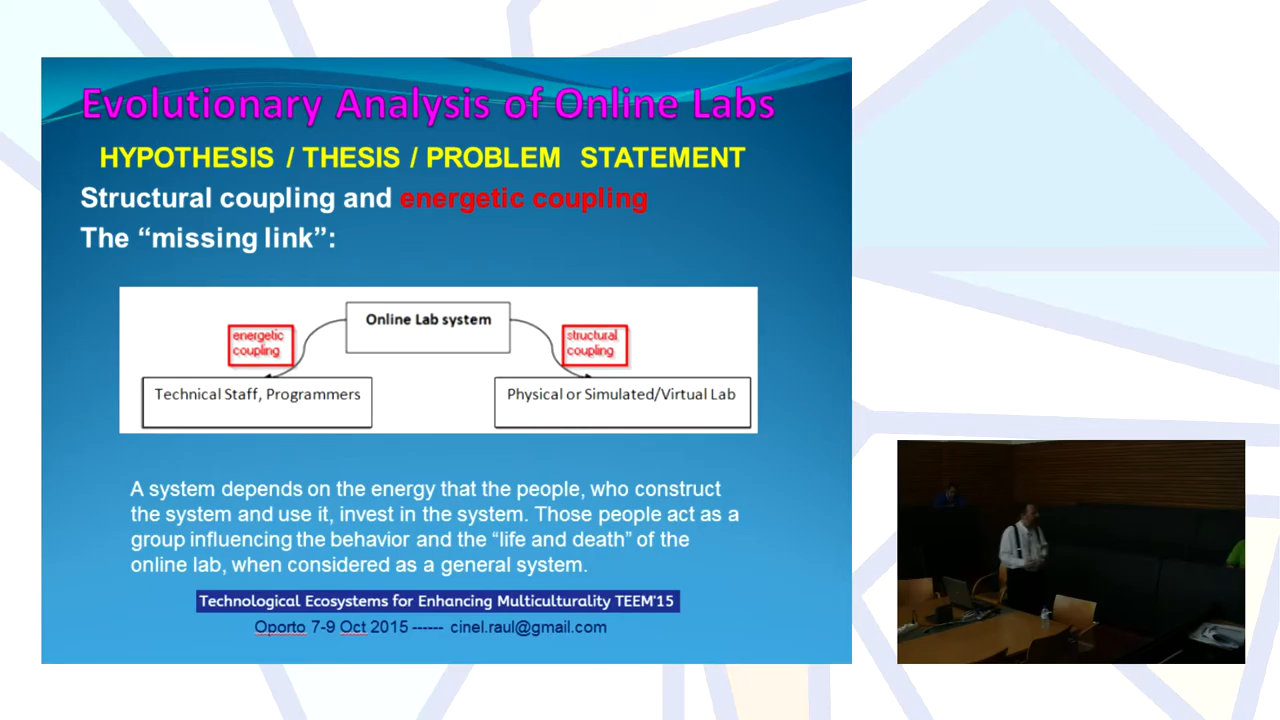 Evolutionary Analysis of Online Labs
HYPOTHESIS / THESIS / PROBLEM STATEMENT
Structural coupling and energetic coupling
The “missing link”:
Online Lab system
energetic
coupling
structural
coupling
Technical Staff, Programmers
Physical or Simulated/Virtual Lab
A system depends on the energy that the people, who construct
the system and use it, invest in the system. Those people act as a
group influencing the behavior and the “life and death” of the
online lab, when considered as a general system.
Technological Ecosystems for Enhancing Multiculturality TEEM'15
Oporto 7-9 Oct 2015 ------ cinel.raul@gmail.com